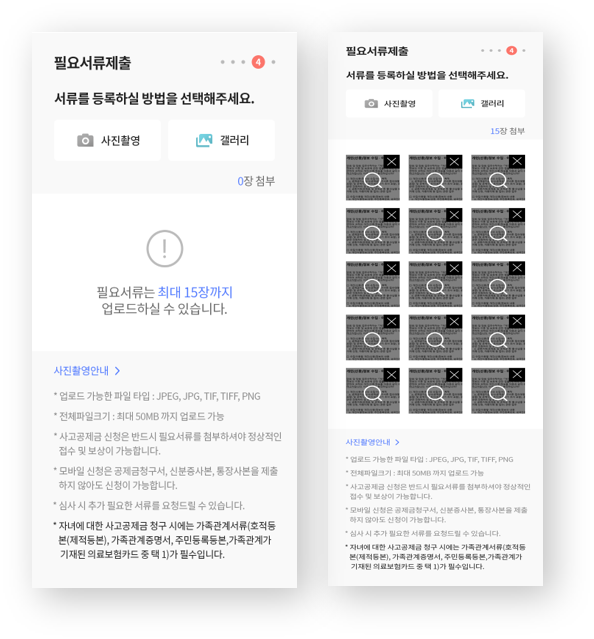 필요서류제출
4
서류를 등록하실 방법을 선택해주세요.
사진촬영
갤러리
0장 첨부
필요서류는 최대 15장까지
업로드하실 수 있습니다.
사진촬영안내
* 업로드 가능한 파일 타입 : JPEG, JPG, TIF, TIFF, PNG
* 전체파일크기 : 최대 50MB 까지 업로드 가능
* 사고공제금 신청은 반드시 필요서류를 첨부하셔야 정상적인
접수 및 보상이 가능합니다.
* 모바일 신청은 공제금청구서, 신분증사본, 통장사본을 제출
하지 않아도 신청이 가능합니다.
* 심사 시 추가 필요한 서류를 요청드릴 수 있습니다.
* 자녀에 대한 사고공제금 청구 시에는 가족관계서류(호적등
본(제적등본), 가족관계증명서, 주민등록등본,가족관계가
기재된 의료보험카드 중 택 1)가 필수입니다.
필요서류제출
4
서류를 등록하실 방법을 선택해주세요.
사진촬영
갤러리
15장 첨부
사진촬영안내
* 업로드 가능한 파일 타입 : JPEG, JPG, TIF, TIFF, PNG
* 전체파일크기 : 최대 50MB 까지 업로드 가능
* 사고공제금 신청은 반드시 필요서류를 첨부하셔야 정상적인
접수 및 보상이 가능합니다.
* 모바일 신청은 공제금청구서, 신분증사본, 통장사본을 제출
하지 않아도 신청이 가능합니다.
* 심사 시 추가 필요한 서류를 요청드릴 수 있습니다.
* 자녀에 대한 사고공제금 청구 시에는 가족관계서류(호적등
본(제적등본), 가족관계증명서, 주민등록등본,가족관계가
기재된 의료보험카드 중 택 1)가 필수입니다.